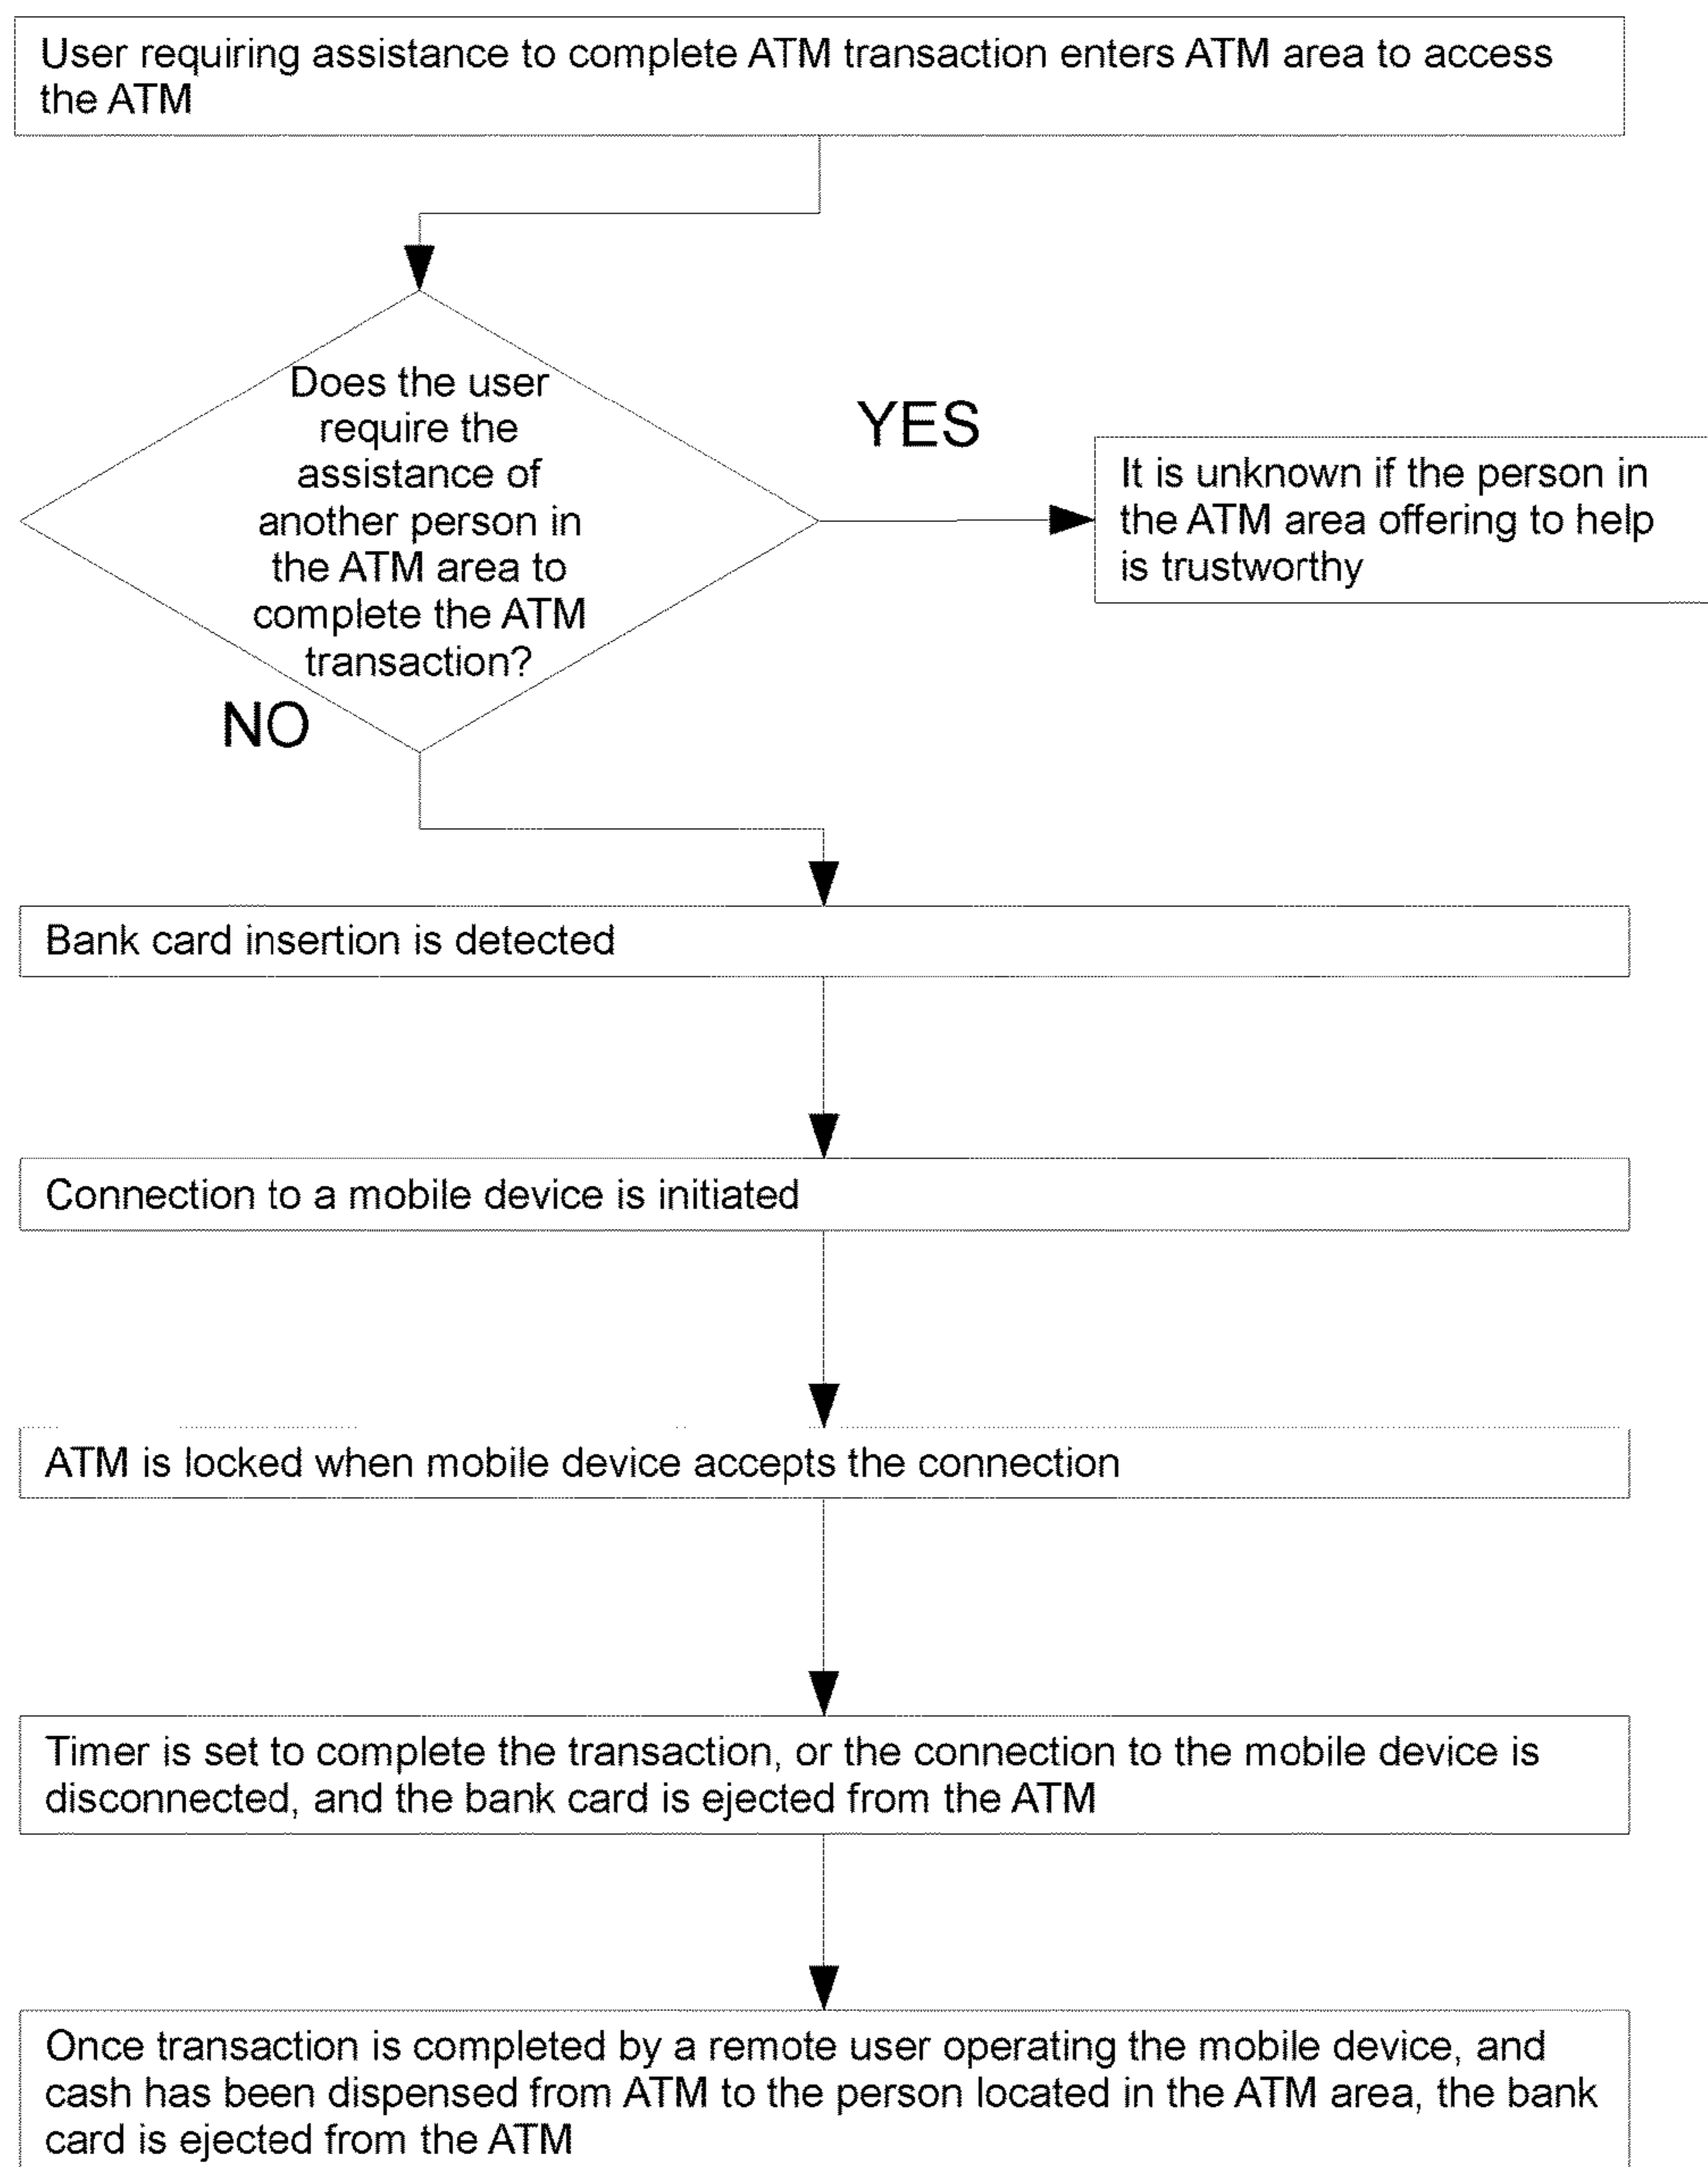 User requiring assistance to complete ATM transaction enters ATM area to access
the ATM
Does the user
require the
assistance of
another person in
the ATM area to
complete the ATM
transaction?
YES
It is unknown if the person in
the ATM area offering to help
is trustworthy
NO
Bank card insertion is detected
Connection to a mobile device is initiated
ATM is locked when mobile device accepts the connection
Timer is set to complete the transaction, or the connection to the mobile device is
disconnected, and the bank card is ejected from the ATM
Once transaction is completed by a remote user operating the mobile device, and
cash has been dispensed from ATM to the person located in the ATM area, the bank
card is ejected from the ATM